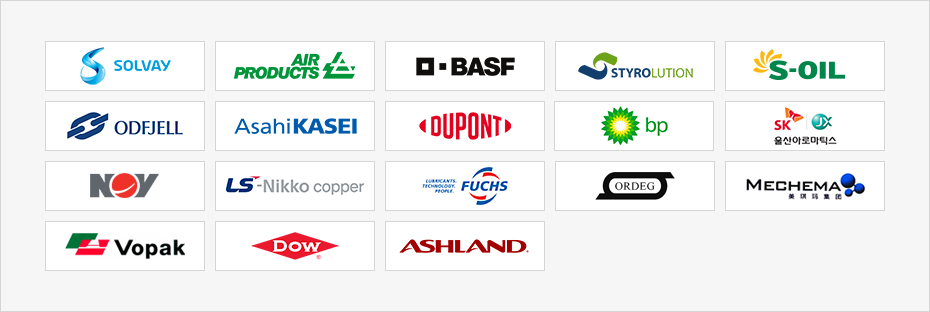 SOLVAY
AIR
PRODUCTS
BASF
STYROLUTION
S-OIL
ODFJELL
AsahiKASEI
DUPONT
bp
SK JX
울산아로마틱스
NOY
LS-Nikko copper
LUBRICANTS.
TECHNOLOGY.
PEOPLE.
FUCHS
ORDEG
MECHEMA
美琪瑪集团
Vopak
DOW
ASHLAND